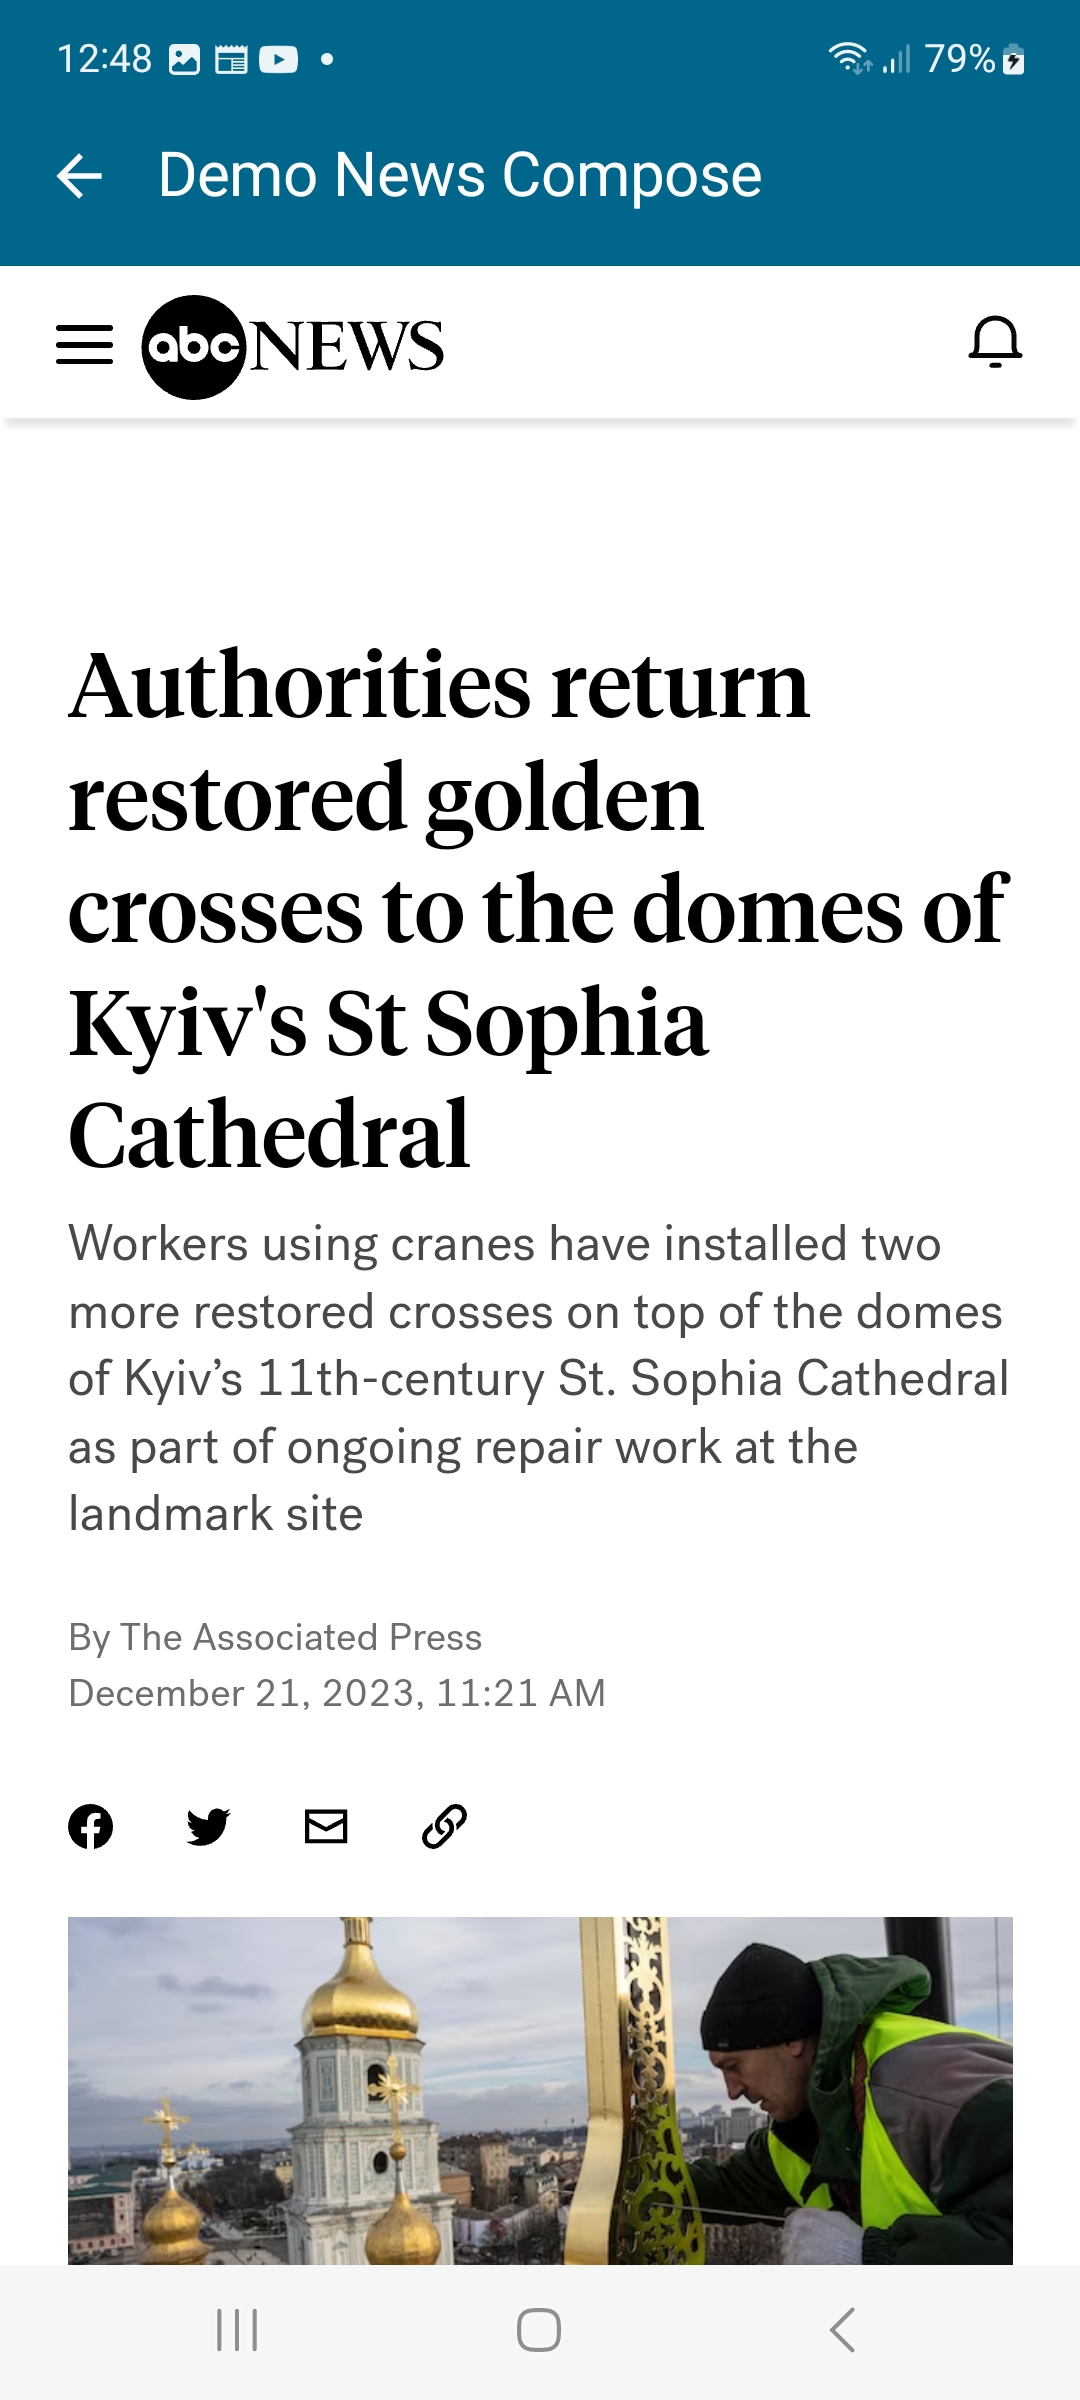 12:48
79%
Demo News Compose
abc NEWS
Authorities return
restored golden
crosses to the domes of
Kyiv's St Sophia
Cathedral
Workers using cranes have installed two
more restored crosses on top of the domes
of Kyiv’s 11th-century St. Sophia Cathedral
as part of ongoing repair work at the
landmark site
By The Associated Press
December 21, 2023, 11:21 AM